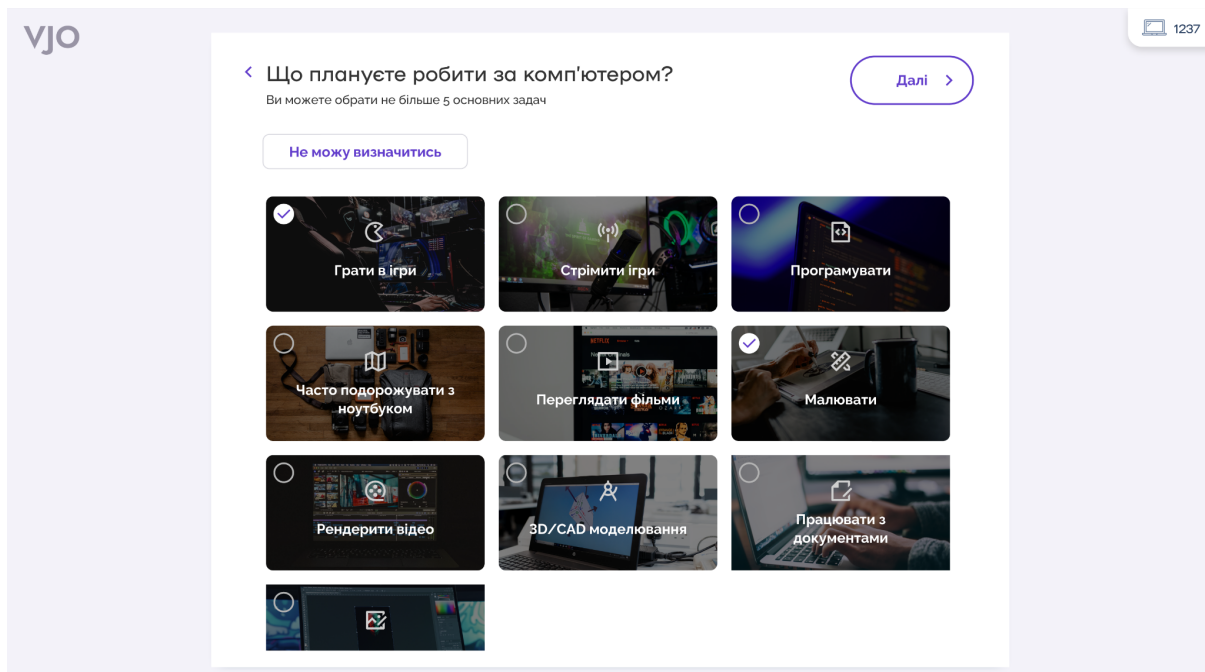 VJO
1237
Що плануєте робити за комп'ютером?
Ви можете обрати не більше 5 основних задач
Далі
Не можу визначитись
Грати в ігри
Стрімити ігри
Програмувати
Часто подорожувати з
ноутбуком
NETFLIX
Переглядати фільми
Малювати
Рендерити відео
3D/CAD моделювання
Працювати з
документами